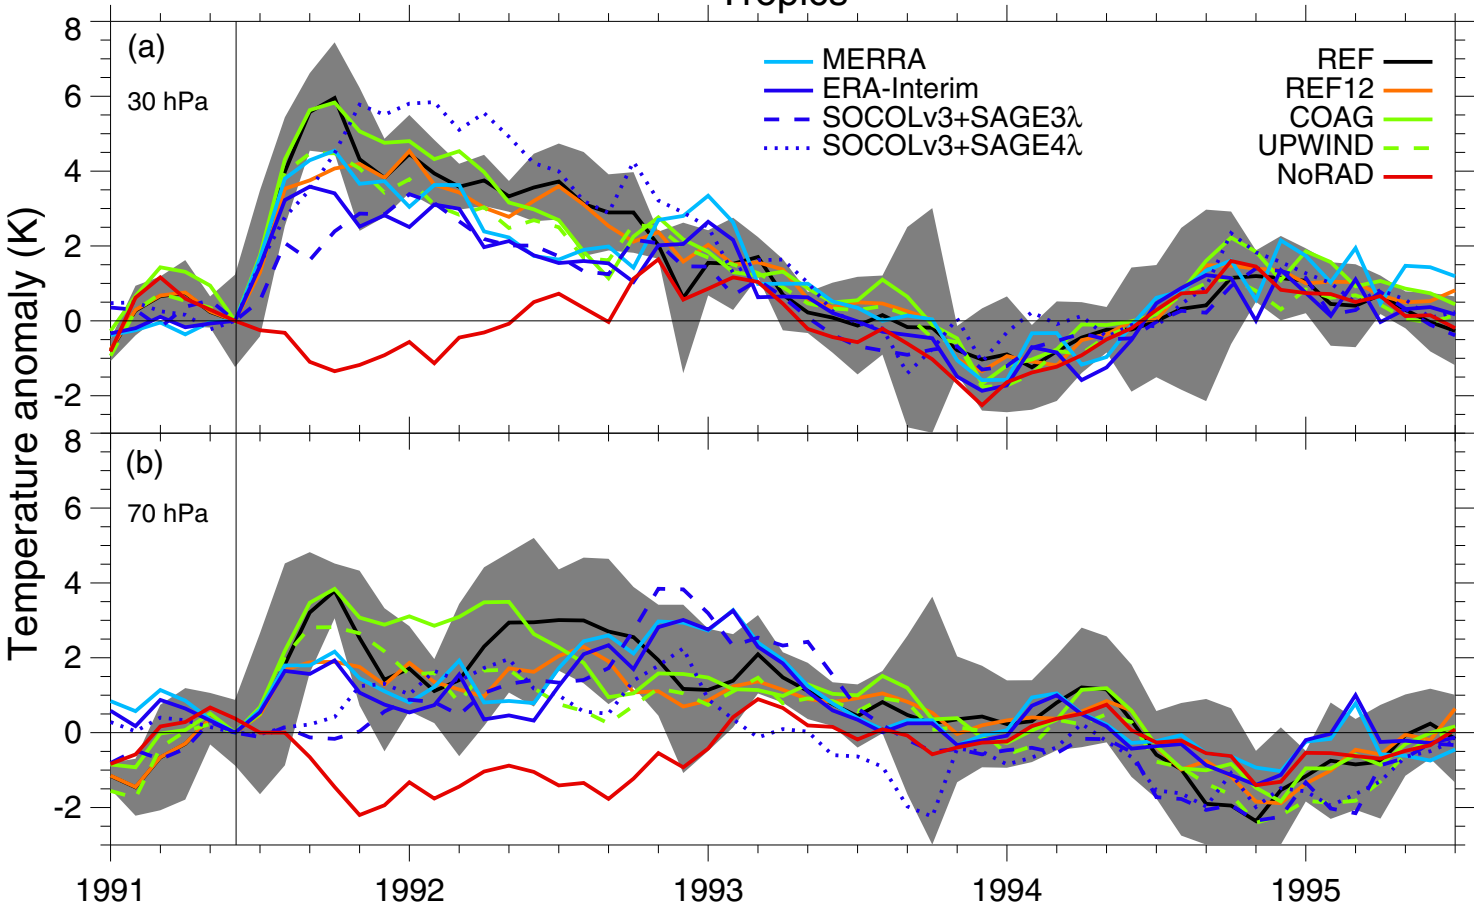 Tropics
(a)
30 hPa
MERRA
ERA-Interim
SOCOLv3+SAGE3λ
SOCOLv3+SAGE4λ
REF
REF12
COAG
UPWIND
NoRAD
8
6
4
2
0
-2
Temperature anomaly (K)
(b)
70 hPa
8
6
4
2
0
-2
1991 1992 1993 1994 1995